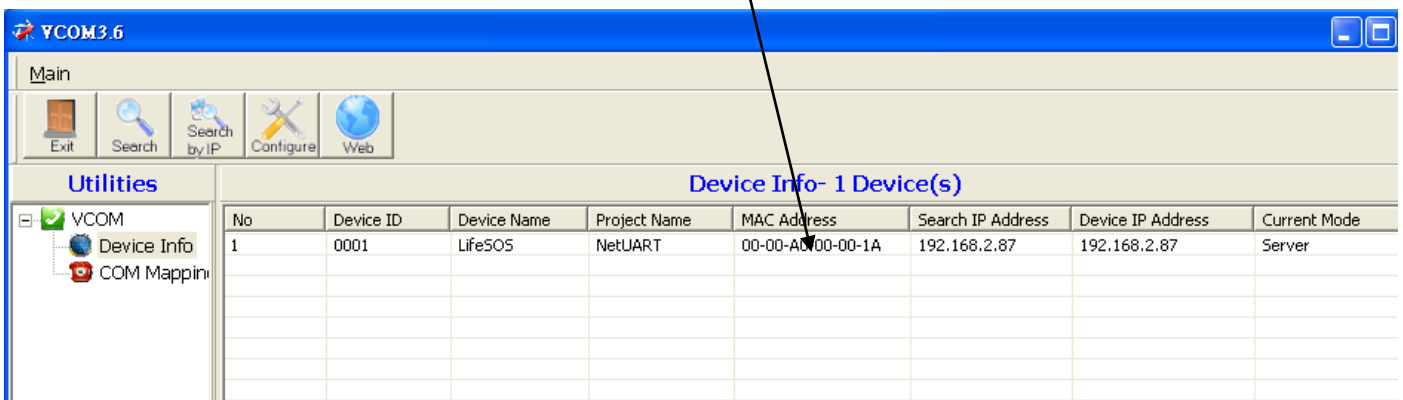 VCOM3.6
Main
Exit Search Search by IP Configure Web
Utilities Device Info- 1 Device(s)
VCOM No Device ID Device Name Project Name MAC Address Search IP Address Device IP Address Current Mode
Device Info 1 0001 LifeSOS NetUART 192.168.2.87 192.168.2.87 Server
COM Mappin